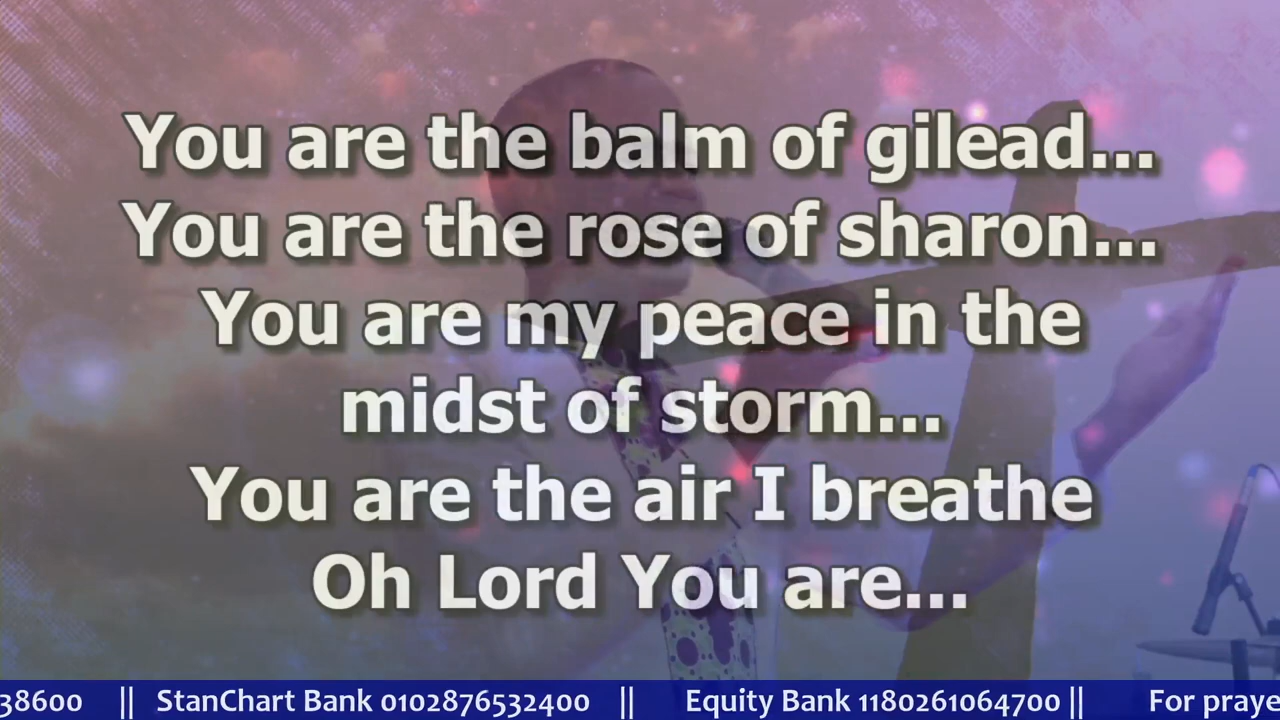 You are the balm of gilead...
You are the rose of sharon...
You are my peace in the
midst of storm...
You are the air I breathe
Oh Lord You are...
38600 || StanChart Bank 0102876532400 || Equity Bank 1180261064700 || For praye